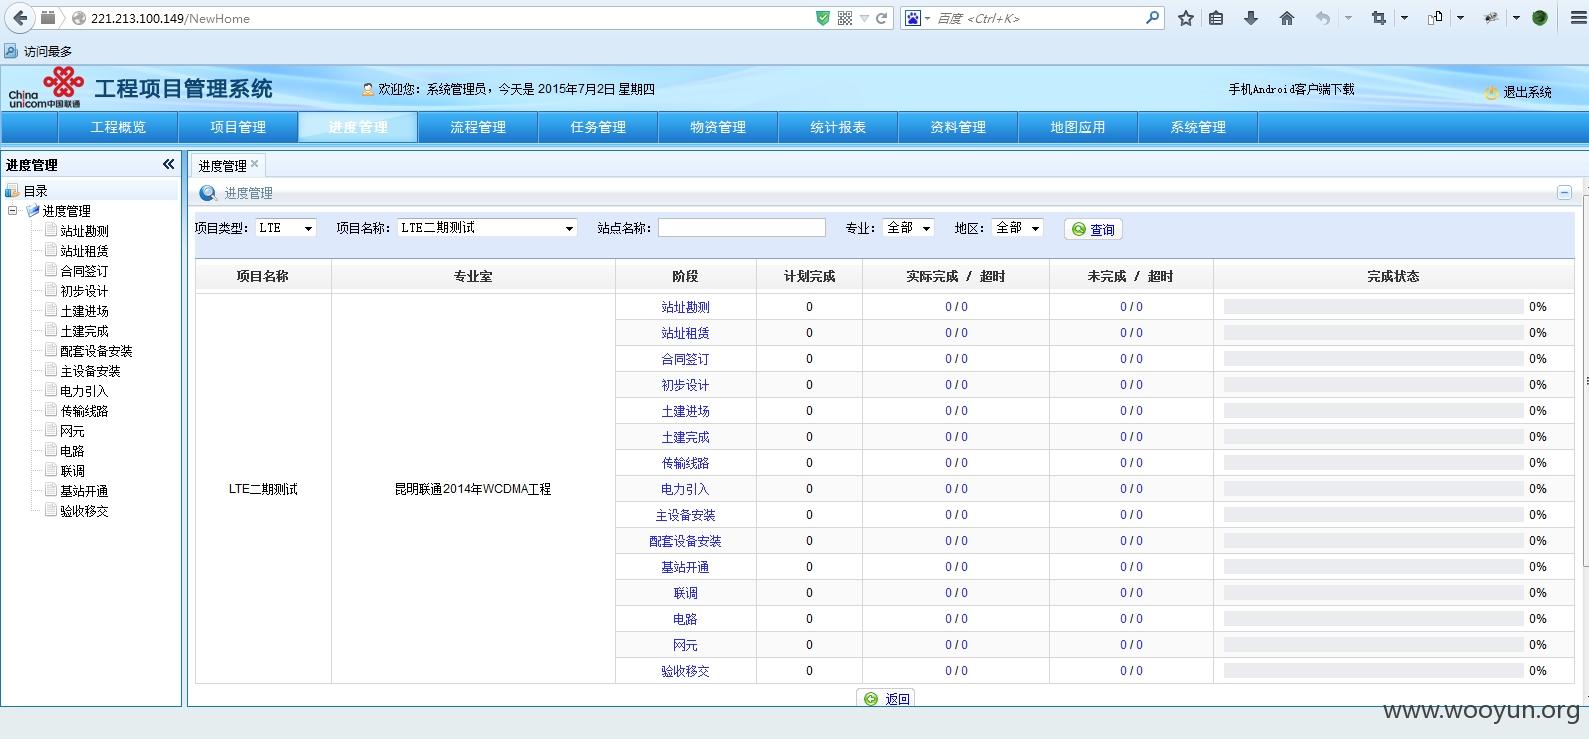 221.213.100.149/NewHome
百度 <Ctrl+K>
访问最多
China unicom中国联通
工程项目管理系统
欢迎您：系统管理员，今天是 2015年7月2日 星期四
手机Android客户端下载
退出系统
工程概览 项目管理 进度管理 流程管理 任务管理 物资管理 统计报表 资料管理 地图应用 系统管理
进度管理
目录
进度管理
站址勘测
站址租赁
合同签订
初步设计
土建进场
土建完成
配套设备安装
主设备安装
电力引入
传输线路
网元
电路
联调
基站开通
验收移交
进度管理
进度管理
项目类型： LTE 项目名称： LTE二期测试 站点名称： 专业： 全部 地区： 全部 查询
项目名称 专业室 阶段 计划完成 实际完成 / 超时 未完成 / 超时 完成状态
LTE二期测试 昆明联通2014年WCDMA工程
站址勘测 0 0 / 0 0 / 0 0%
站址租赁 0 0 / 0 0 / 0 0%
合同签订 0 0 / 0 0 / 0 0%
初步设计 0 0 / 0 0 / 0 0%
土建进场 0 0 / 0 0 / 0 0%
土建完成 0 0 / 0 0 / 0 0%
传输线路 0 0 / 0 0 / 0 0%
电力引入 0 0 / 0 0 / 0 0%
主设备安装 0 0 / 0 0 / 0 0%
配套设备安装 0 0 / 0 0 / 0 0%
基站开通 0 0 / 0 0 / 0 0%
联调 0 0 / 0 0 / 0 0%
电路 0 0 / 0 0 / 0 0%
网元 0 0 / 0 0 / 0 0%
验收移交 0 0 / 0 0 / 0 0%
返回
www.wooyun.org